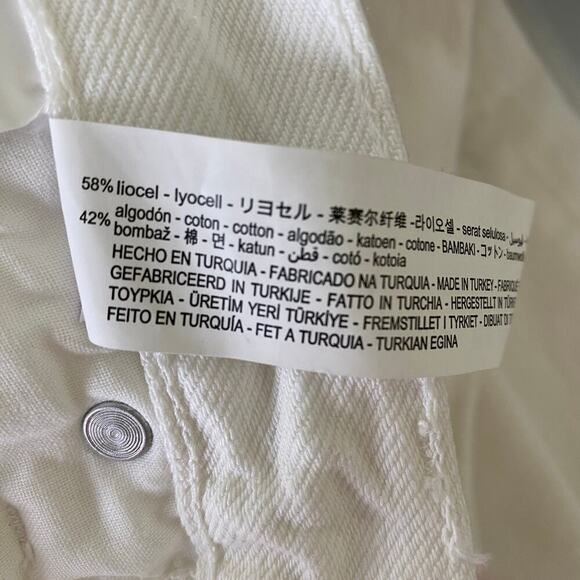 58% liocel - lyocell - リヨセル - 莱赛尔纤维 -라이오셀 - serat selulosa -
42% algodón - coton - cotton - algodão - katoen - cotone - BAMBAKI - コットン -
bombaž - 棉 - 면 - katun - قطن - cotó - kotoia
HECHO EN TURQUIA - FABRICADO NA TURQUIA - MADE IN TURKEY -
GEFABRICEERD IN TURKIJE - FATTO IN TURCHIA - HERGESTELLT IN
TOYPKIA - ÜRETİM YERİ TÜRKİYE - FREMSTILLET I TYRKIET - DIBUAT DI
FEITO EN TURQUÍA - FET A TURQUIA - TURKIAN EGINA